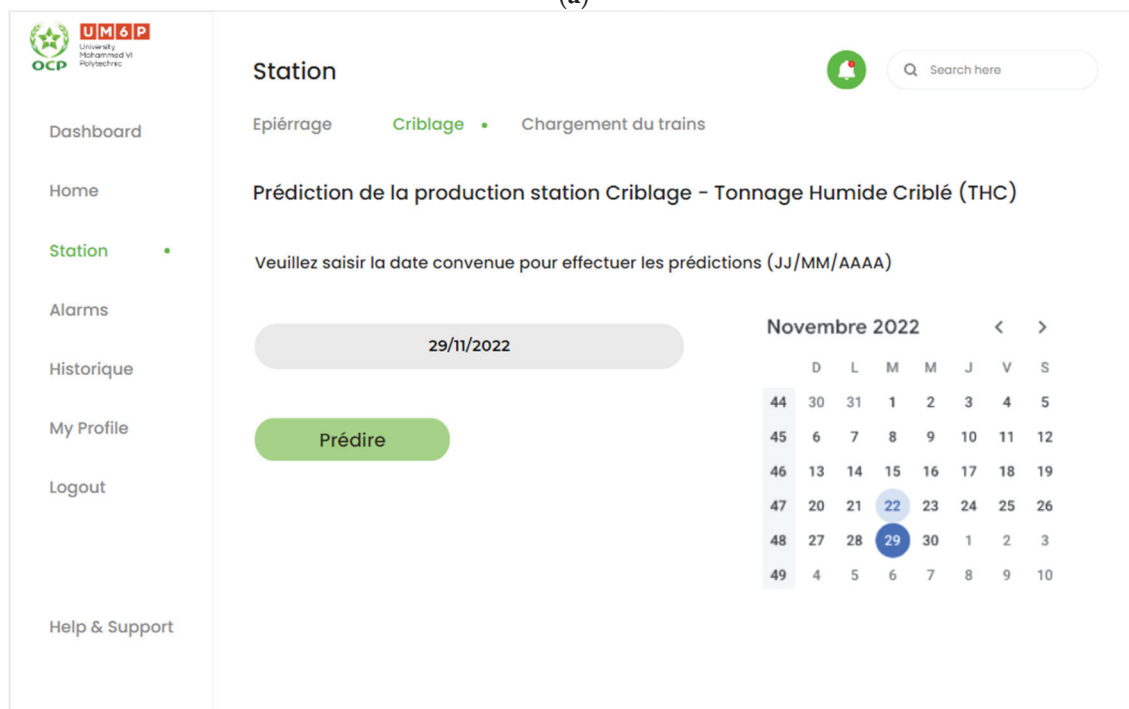 (a)
UM6P
University
Mohammed VI
Polytechnic
OCP
Dashboard
Home
Station
Alarms
Historique
My Profile
Logout
Help & Support
Station
Search here
Epiérrage Criblage Chargement du trains
Prédiction de la production station Criblage - Tonnage Humide Criblé (THC)
Veuillez saisir la date convenue pour effectuer les prédictions (JJ/MM/AAAA)
29/11/2022
Prédire
Novembre 2022 < >
D L M M J V S
44 30 31 1 2 3 4 5
45 6 7 8 9 10 11 12
46 13 14 15 16 17 18 19
47 20 21 22 23 24 25 26
48 27 28 29 30 1 2 3
49 4 5 6 7 8 9 10